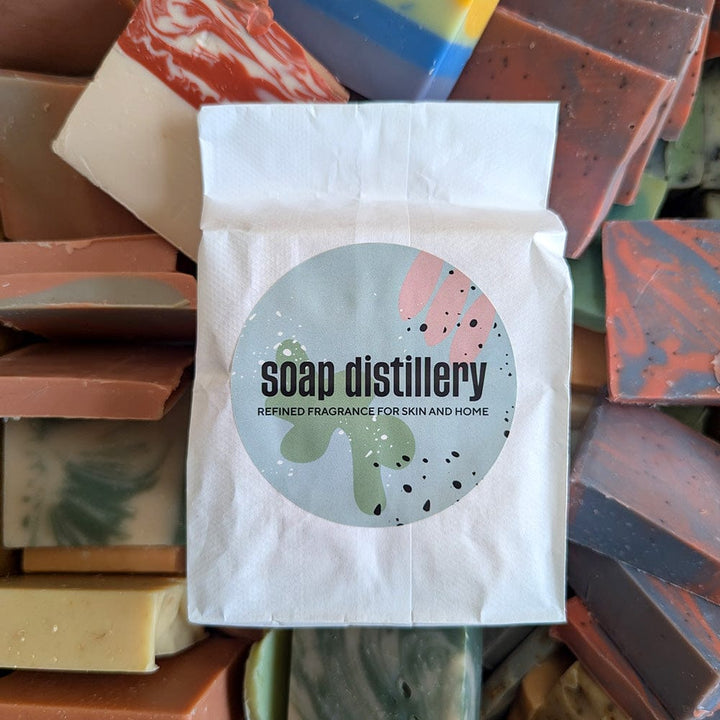 soap distillery
REFINED FRAGRANCE FOR SKIN AND HOME